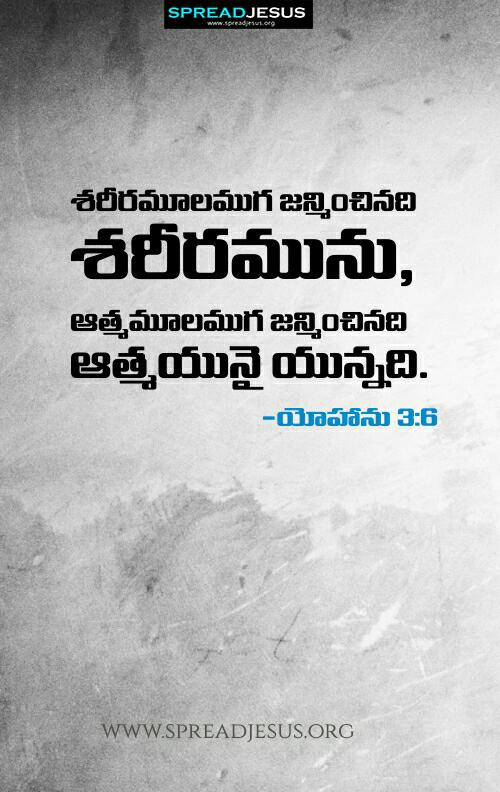 SPREADJESUS
www.spreadjesus.org
శరీరమూలముగ జన్మించినది
శరీరమును,
ఆత్మమూలముగ జన్మించినది
ఆత్మయునై యున్నది.
-యోహాను 3:6
WWW.SPREADJESUS.ORG